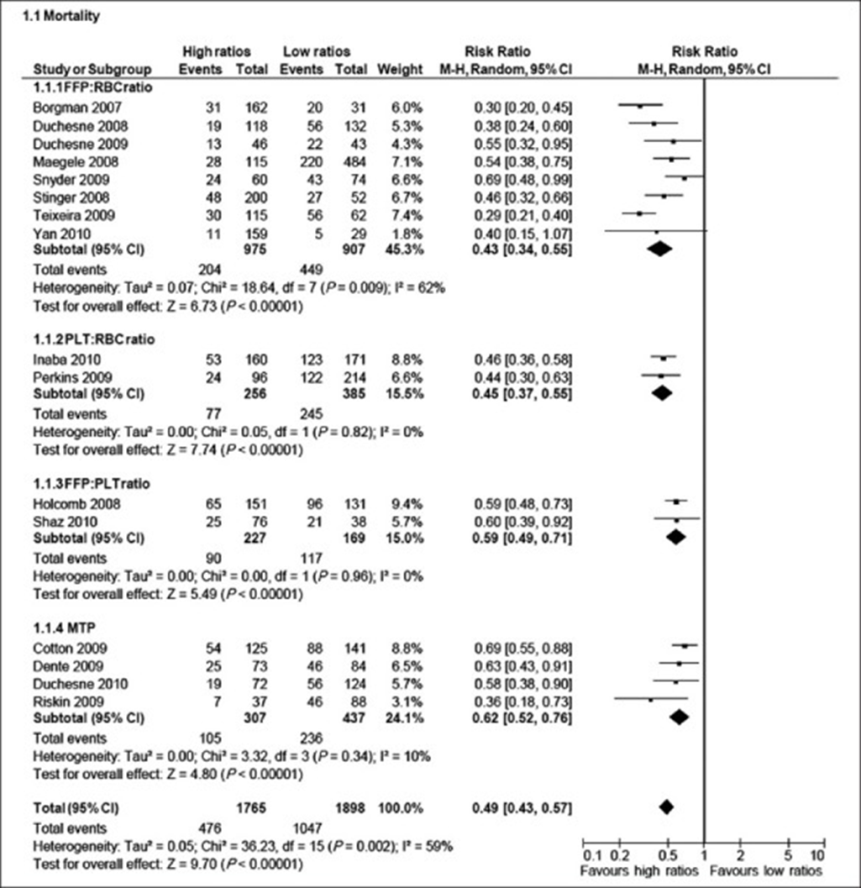 1.1 Mortality
High ratios Low ratios Risk Ratio Risk Ratio
Study or Subgroup Events Total Events Total Weight M-H, Random, 95% CI M-H, Random, 95% CI
1.1.1FFP:RBCratio
Borgman 2007 31 162 20 31 6.0% 0.30 [0.20, 0.45]
Duchesne 2008 19 118 56 132 5.3% 0.38 [0.24, 0.60]
Duchesne 2009 13 46 22 43 5.0% 0.55 [0.32, 0.95]
Maegele 2008 28 115 220 484 7.1% 0.54 [0.38, 0.75]
Snyder 2009 24 60 43 74 6.6% 0.69 [0.48, 0.99]
Stinger 2008 48 200 27 52 6.6% 0.46 [0.32, 0.66]
Teixeira 2009 30 115 56 62 7.4% 0.29 [0.21, 0.40]
Yan 2010 11 159 5 29 1.8% 0.40 [0.15, 1.07]
Subtotal (95% CI) 975 907 45.3% 0.43 [0.34, 0.55]
Total events 204 449
Heterogeneity: Tau² = 0.07; Chi² = 18.64, df = 7 (P = 0.009); I² = 62%
Test for overall effect: Z = 6.73 (P < 0.00001)
1.1.2PLT:RBCratio
Inaba 2010 53 160 123 171 8.8% 0.46 [0.36, 0.58]
Perkins 2009 24 96 122 214 6.6% 0.44 [0.30, 0.63]
Subtotal (95% CI) 256 385 15.5% 0.45 [0.37, 0.55]
Total events 77 245
Heterogeneity: Tau² = 0.00; Chi² = 0.05, df = 1 (P = 0.82); I² = 0%
Test for overall effect: Z = 7.74 (P < 0.00001)
1.1.3FFP:PLTratio
Holcomb 2008 65 151 96 131 9.4% 0.59 [0.48, 0.73]
Shaz 2010 25 76 21 38 5.7% 0.60 [0.39, 0.92]
Subtotal (95% CI) 227 169 15.0% 0.59 [0.49, 0.71]
Total events 90 117
Heterogeneity: Tau² = 0.00; Chi² = 0.00, df = 1 (P = 0.96); I² = 0%
Test for overall effect: Z = 5.49 (P < 0.00001)
1.1.4 MTP
Cotton 2009 54 125 88 141 8.8% 0.69 [0.55, 0.88]
Dente 2009 25 73 46 84 6.5% 0.63 [0.43, 0.91]
Duchesne 2010 19 72 56 124 5.7% 0.58 [0.38, 0.90]
Riskin 2009 7 37 46 88 3.1% 0.36 [0.18, 0.73]
Subtotal (95% CI) 307 437 24.1% 0.62 [0.52, 0.76]
Total events 105 236
Heterogeneity: Tau² = 0.00; Chi² = 3.32, df = 3 (P = 0.34); I² = 10%
Test for overall effect: Z = 4.80 (P < 0.00001)
Total (95% CI) 1765 1898 100.0% 0.49 [0.43, 0.57]
Total events 476 1047
Heterogeneity: Tau² = 0.05; Chi² = 36.23, df = 15 (P = 0.002); I² = 59%
Test for overall effect: Z = 9.70 (P < 0.00001)
0.1 0.2 0.5 1 2 5 10
Favours high ratios Favours low ratios